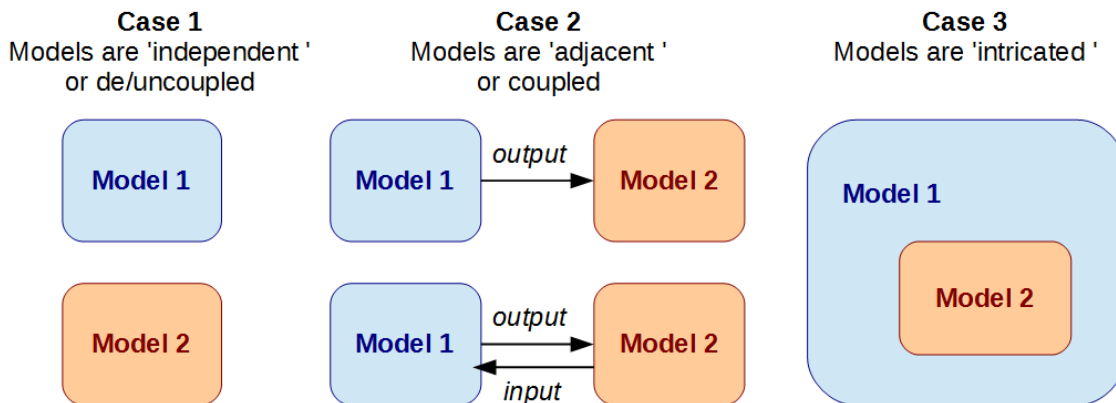 Case 1
Models are 'independent '
or de/uncoupled
Model 1
Model 2
Case 2
Models are 'adjacent '
or coupled
Model 1
output
Model 2
Model 1
output
input
Model 2
Case 3
Models are 'intricated '
Model 1
Model 2